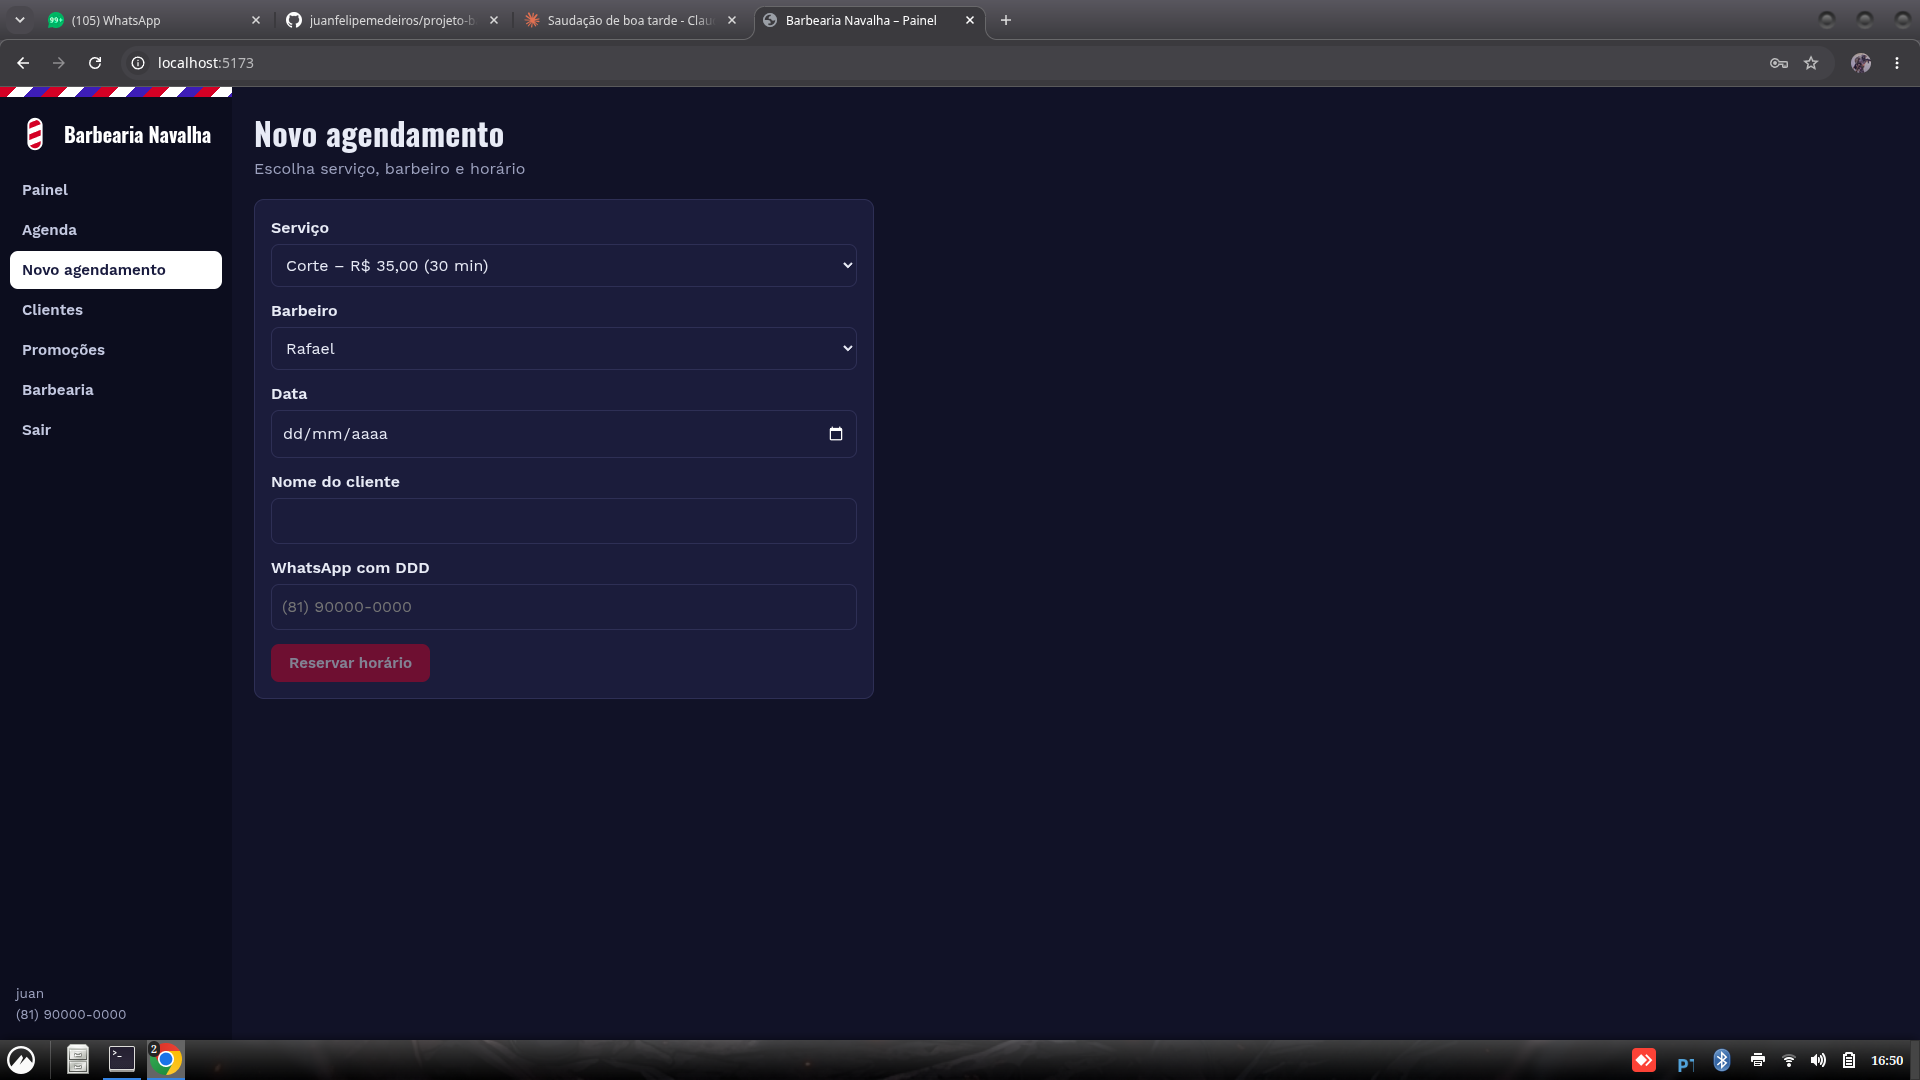 (105) WhatsApp
juanfelipemedeiros/projeto-b
Saudação de boa tarde - Clau
Barbearia Navalha – Painel
localhost:5173
Barbearia Navalha
Painel
Agenda
Novo agendamento
Clientes
Promoções
Barbearia
Sair
juan
(81) 90000-0000
Novo agendamento
Escolha serviço, barbeiro e horário
Serviço
Corte – R$ 35,00 (30 min)
Barbeiro
Rafael
Data
dd/mm/aaaa
Nome do cliente
WhatsApp com DDD
(81) 90000-0000
Reservar horário
2
16:50